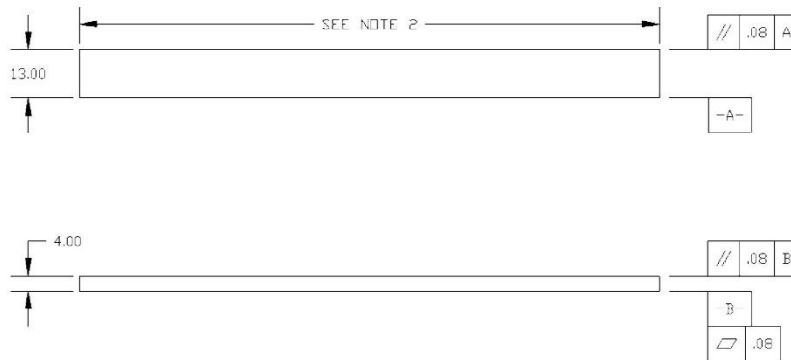 SEE NOTE 2
// .08 A
13.00
-A-
4.00
// .08 B
-B-
⏥ .08